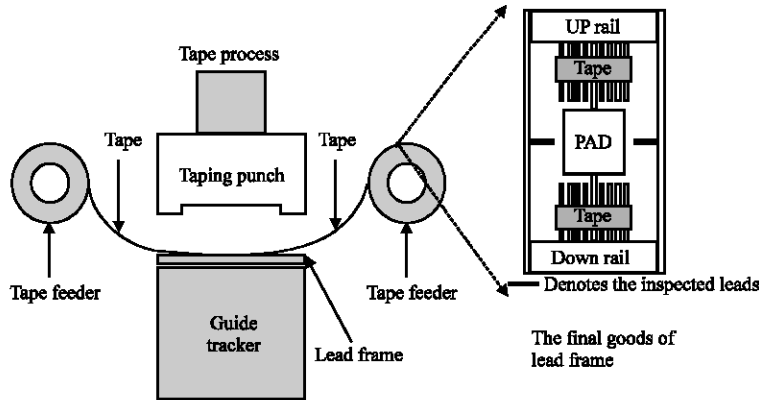 Tape process
Tape
Tape
Taping punch
Tape feeder
Tape feeder
Guide
tracker
Lead frame
UP rail
Tape
PAD
Tape
Down rail
Denotes the inspected leads
The final goods of
lead frame